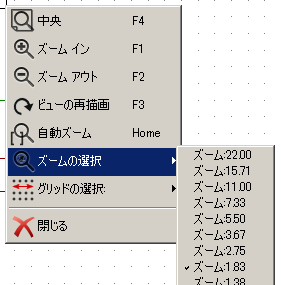 中央 F4
ズーム イン F1
ズーム アウト F2
ビューの再描画 F3
自動ズーム Home
ズームの選択
グリッドの選択:
閉じる
ズーム:22.00
ズーム:15.71
ズーム:11.00
ズーム:7.33
ズーム:5.50
ズーム:3.67
ズーム:2.75
ズーム:1.83
ズーム:1.38